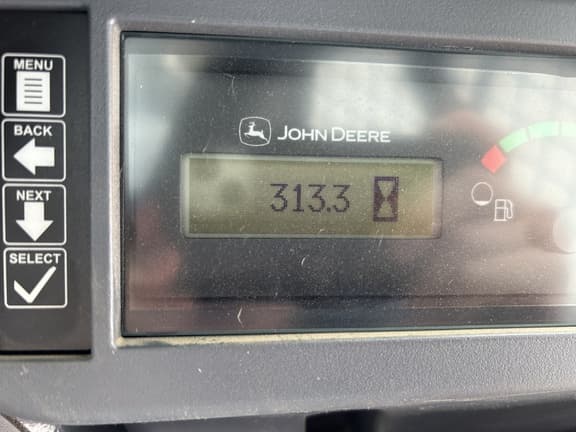 MENU
BACK
NEXT
SELECT
JOHN DEERE
313.3